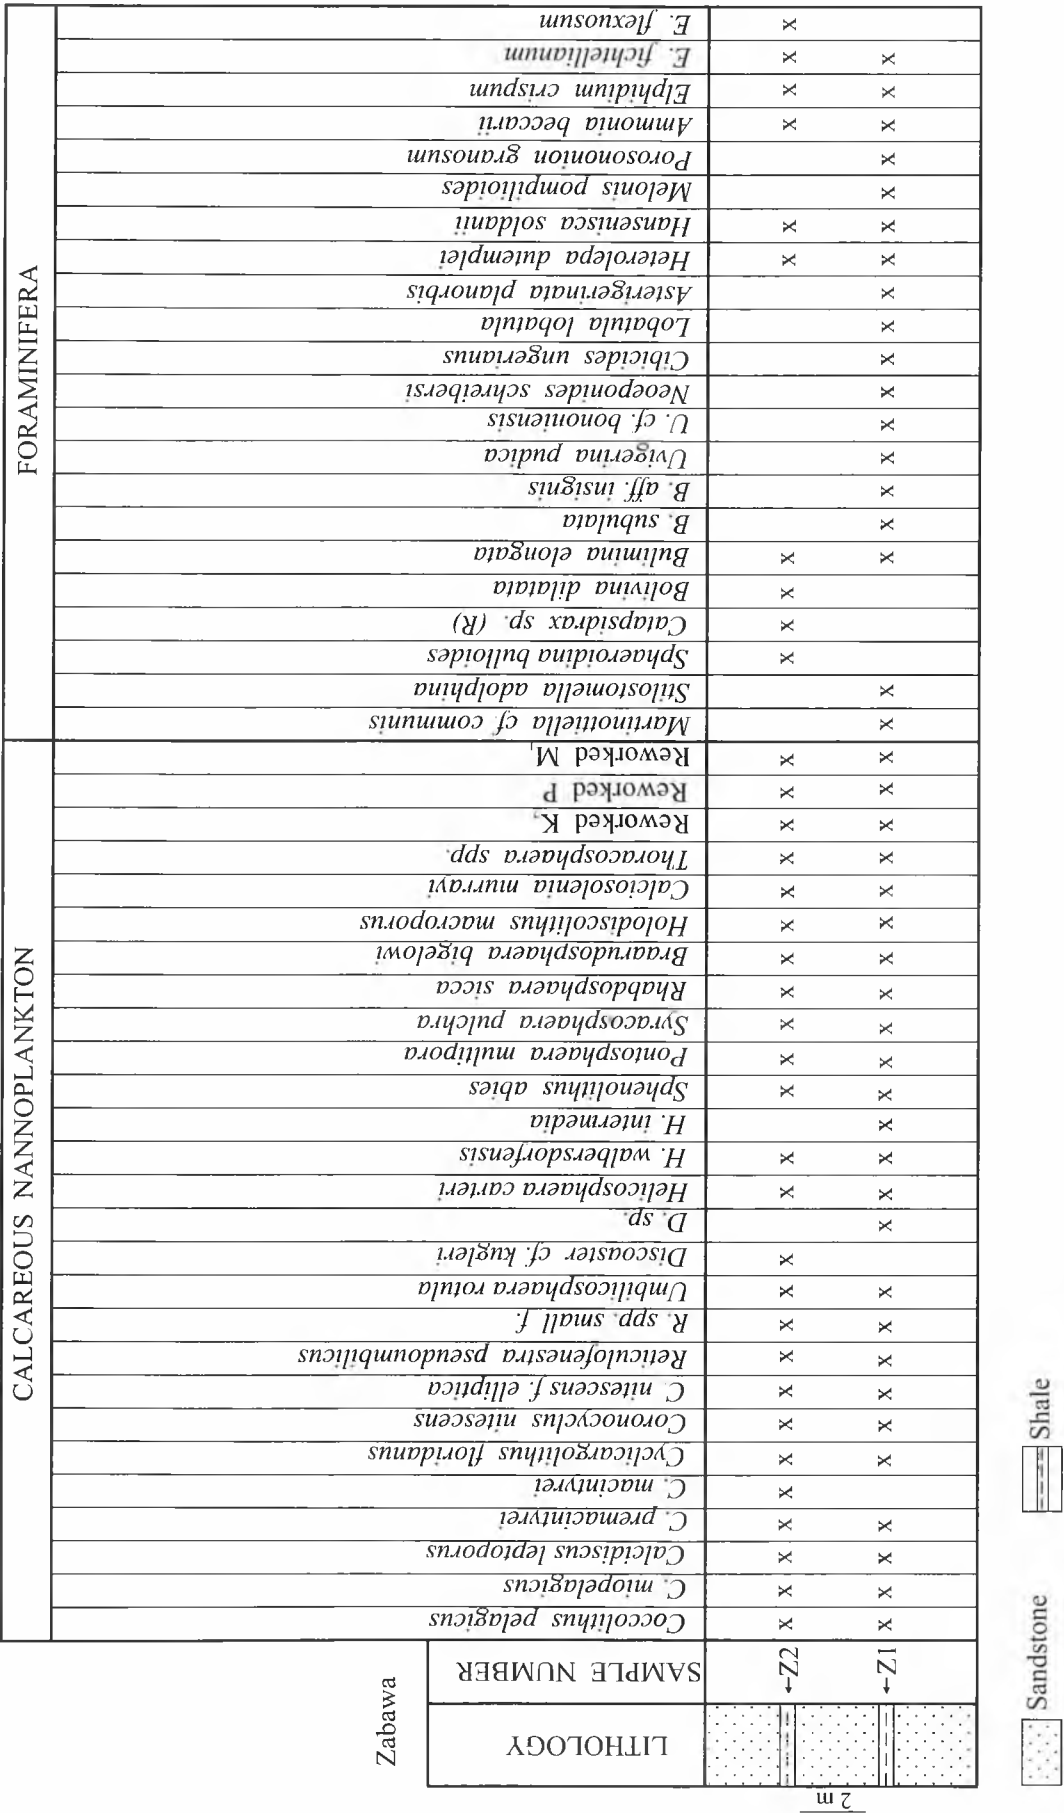 Zabawa
CALCAREOUS NANNOPLANKTON
FORAMINIFERA
LITHOLOGY
SAMPLE NUMBER
Coccolithus pelagicus
C. miopelagicus
Calcidiscus leptoporus
C. premacintyrei
C. macintyrei
Cyclicargolithus floridanus
Coronocyclus nitescens
C. nitescens f. elliptica
Reticulofenestra pseudoumbilicus
R. spp. small f.
Umbilicosphaera rotula
Discoaster cf. kugleri
D. sp.
Helicosphaera carteri
H. walbersdorfensis
H. intermedia
Sphenolithus abies
Pontosphaera multipora
Syracosphaera pulchra
Rhabdosphaera sicca
Braarudosphaera bigelowi
Holodiscolithus macroporus
Calciosolenia murrayi
Thoracosphaera spp.
Reworked K₂
Reworked P
Reworked M₁
Martinottiella cf. communis
Stilostomella adolphina
Sphaeroidina bulloides
Catapsidrax sp. (R)
Bolivina dilatata
Bulimina elongata
B. subulata
B. aff. insignis
Uvigerina pudica
U. cf. bononiensis
Neoeponides schreibersi
Cibicides ungerianus
Lobatula lobatula
Asterigerinata planorbis
Heterolepa dutemplei
Hansenisca soldanii
Melonis pompilioides
Porosononion granosum
Ammonia beccarii
Elphidium crispum
E. fichtellianum
E. flexuosum
2 m
←Z2 x x x x x x x x x x x x x x x x x x x x x x x x x x x x x x x x x x x
←Z1 x x x x x x x x x x x x x x x x x x x x x x x x x x x x x x x x x x x x x x x x x x x
Sandstone
Shale